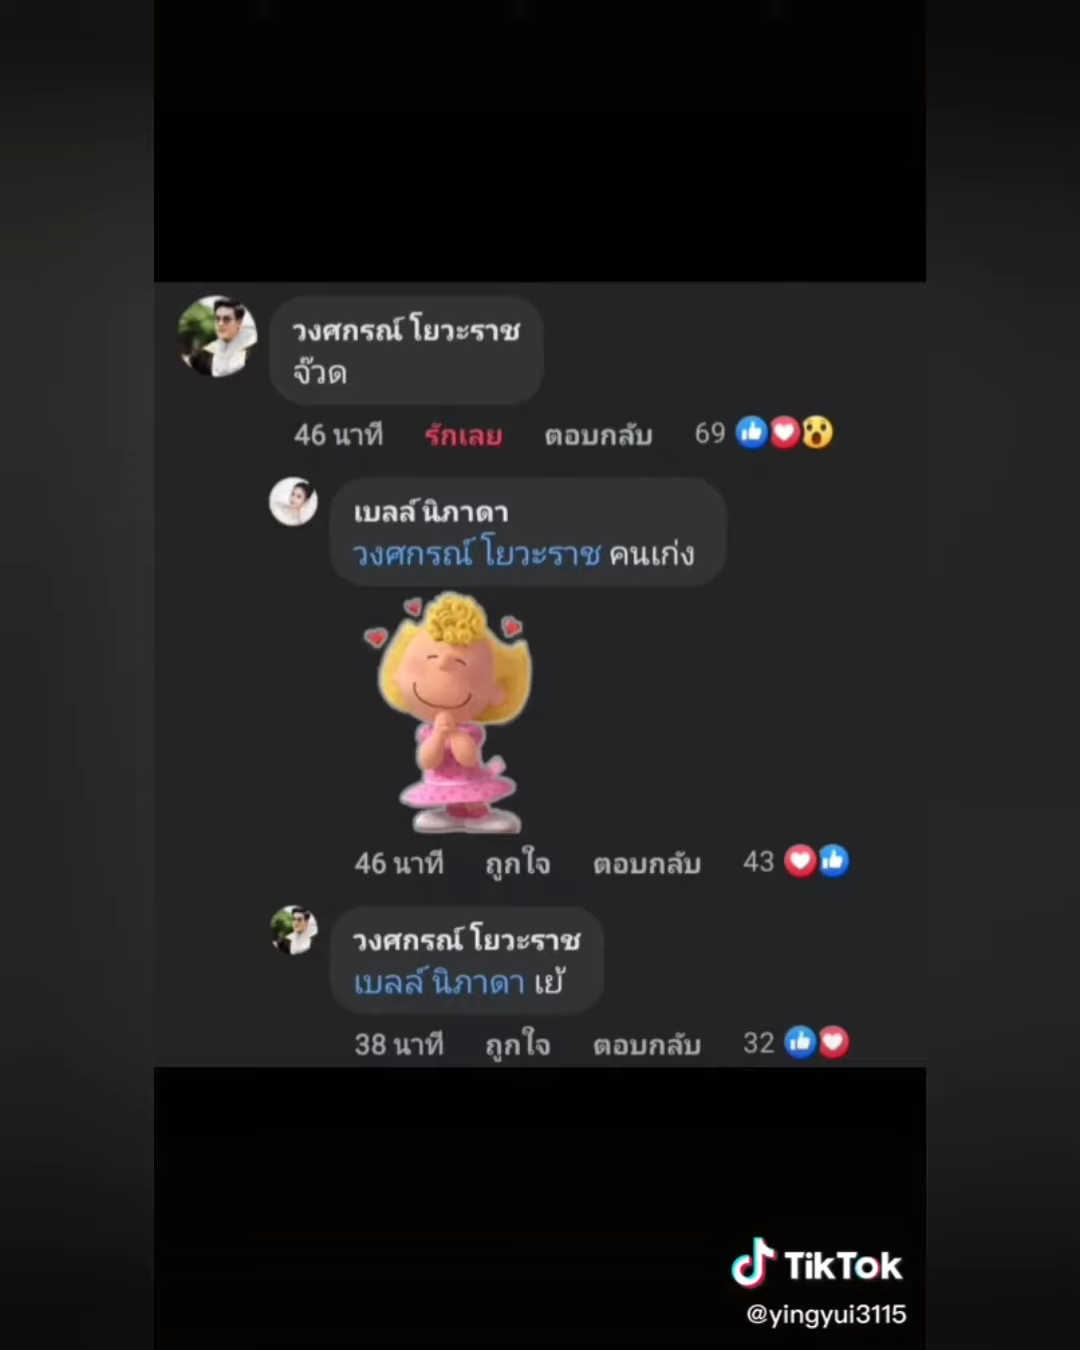 วงศกรณ์ โยวะราช
จ๊วด
46 นาที รักเลย ตอบกลับ 69
เบลล์ นิภาดา
วงศกรณ์ โยวะราช คนเก่ง
46 นาที ถูกใจ ตอบกลับ 43
วงศกรณ์ โยวะราช
เบลล์ นิภาดา เย้
38 นาที ถูกใจ ตอบกลับ 32
TikTok
@yingyui3115